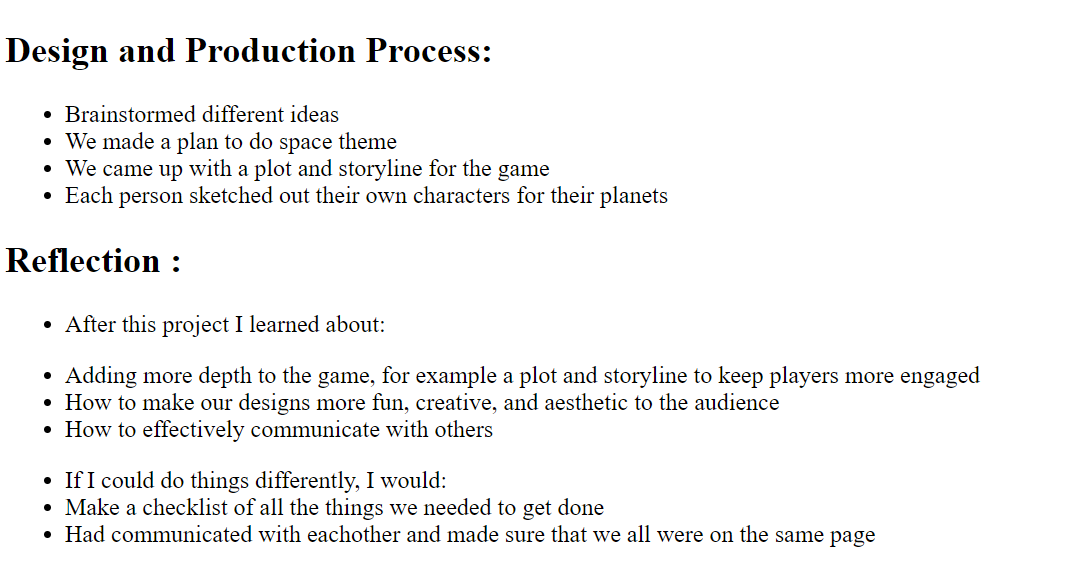 Design and Production Process:
• Brainstormed different ideas
• We made a plan to do space theme
• We came up with a plot and storyline for the game
• Each person sketched out their own characters for their planets
Reflection :
• After this project I learned about:
• Adding more depth to the game, for example a plot and storyline to keep players more engaged
• How to make our designs more fun, creative, and aesthetic to the audience
• How to effectively communicate with others
• If I could do things differently, I would:
• Make a checklist of all the things we needed to get done
• Had communicated with eachother and made sure that we all were on the same page